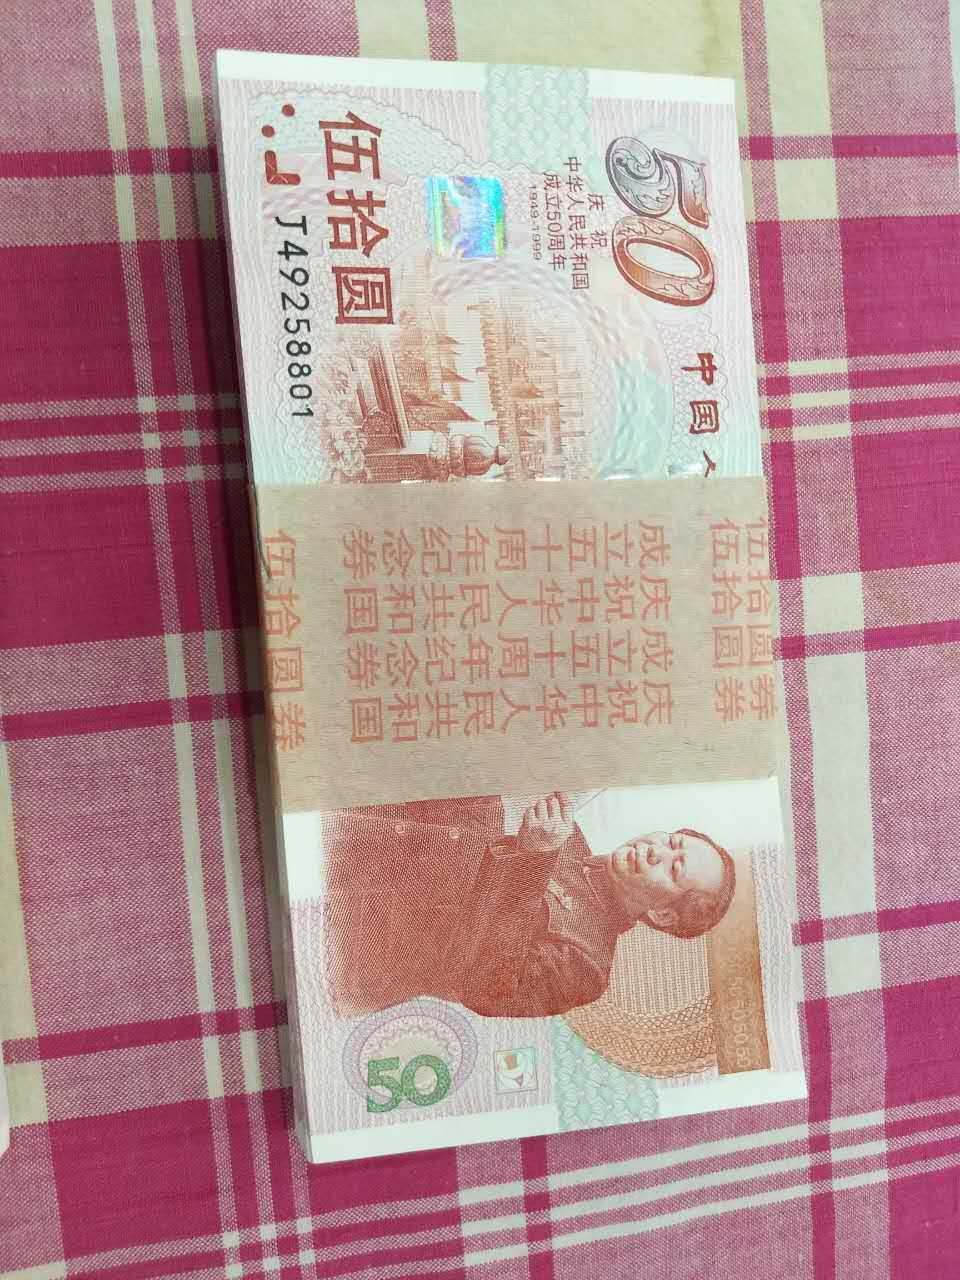 中国人
50
庆祝
中华人民共和国
成立50周年
1949-1999
伍拾圆
J49258801
伍拾圆券
伍拾圆券
庆祝中华人民共和国
成立五十周年纪念券
庆祝中华人民共和国
成立五十周年纪念券
伍拾圆券
50